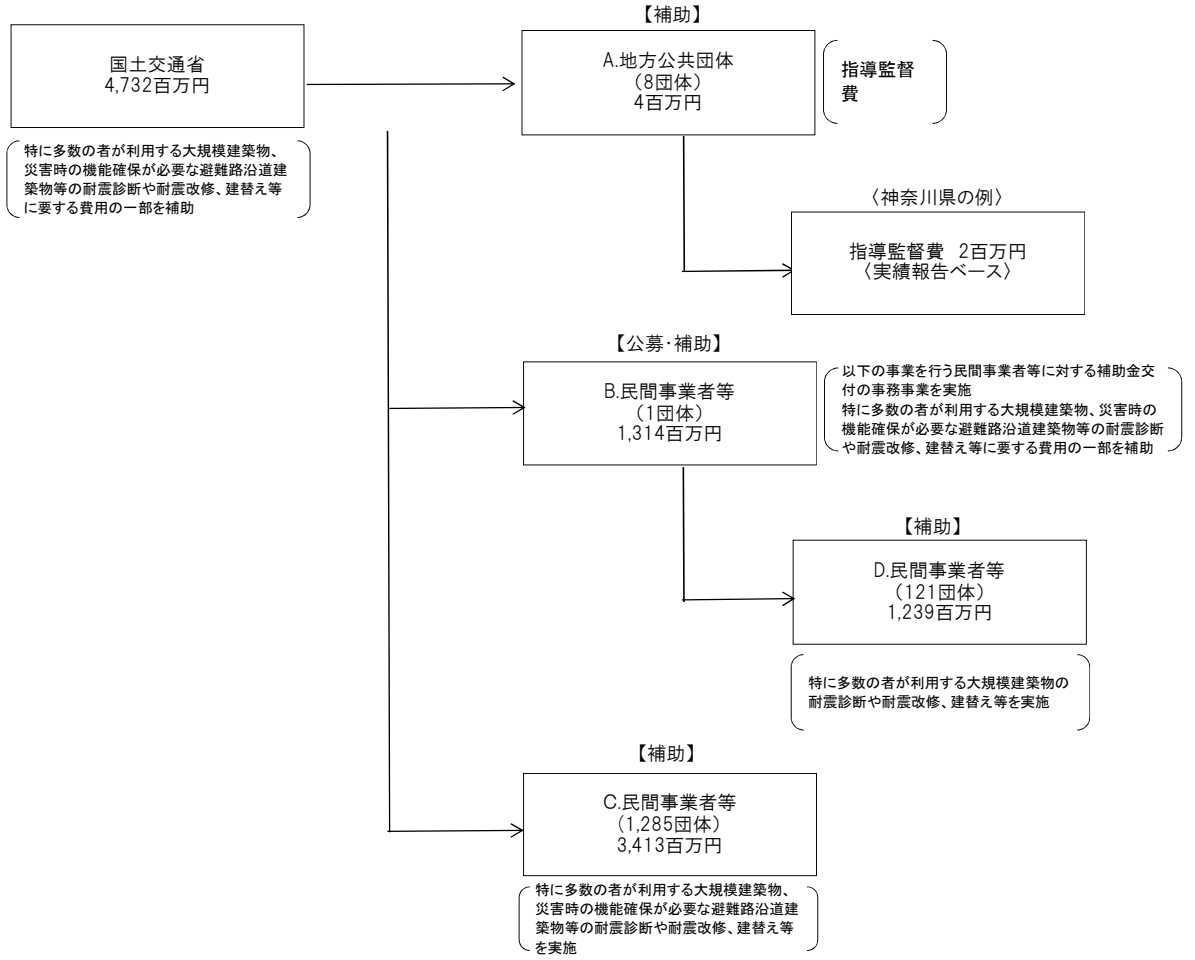 国土交通省
4,732百万円
特に多数の者が利用する大規模建築物、
災害時の機能確保が必要な避難路沿道建
築物等の耐震診断や耐震改修、建替え等
に要する費用の一部を補助
【補助】
A.地方公共団体
（8団体）
4百万円
指導監督
費
〈神奈川県の例〉
指導監督費　2百万円
〈実績報告ベース〉
【公募・補助】
B.民間事業者等
（1団体）
1,314百万円
以下の事業を行う民間事業者等に対する補助金交
付の事務事業を実施
特に多数の者が利用する大規模建築物、災害時の
機能確保が必要な避難路沿道建築物等の耐震診断
や耐震改修、建替え等に要する費用の一部を補助
【補助】
D.民間事業者等
（121団体）
1,239百万円
特に多数の者が利用する大規模建築物の
耐震診断や耐震改修、建替え等を実施
【補助】
C.民間事業者等
（1,285団体）
3,413百万円
特に多数の者が利用する大規模建築物、
災害時の機能確保が必要な避難路沿道建
築物等の耐震診断や耐震改修、建替え等
を実施